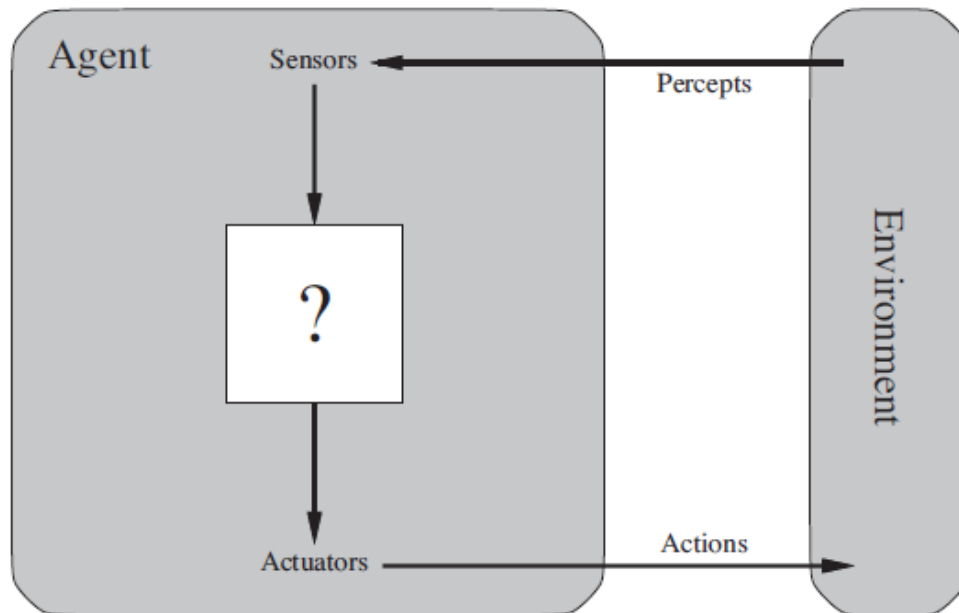 Agent
Sensors
Percepts
?
Environment
Actuators
Actions